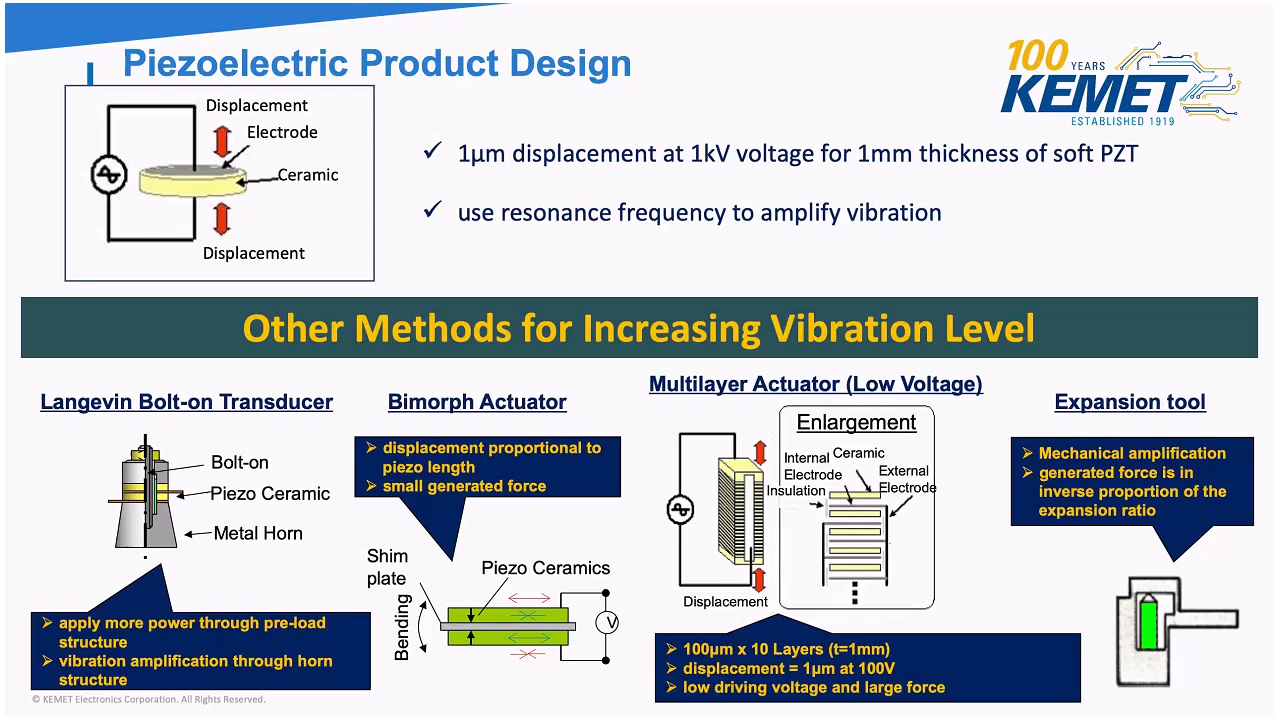 Piezoelectric Product Design
100 YEARS
KEMET
ESTABLISHED 1919
Displacement
Electrode
Ceramic
Displacement
✓ 1µm displacement at 1kV voltage for 1mm thickness of soft PZT
✓ use resonance frequency to amplify vibration
Other Methods for Increasing Vibration Level
Langevin Bolt-on Transducer
Bolt-on
Piezo Ceramic
Metal Horn
➢ apply more power through pre-load
structure
➢ vibration amplification through horn
structure
Bimorph Actuator
➢ displacement proportional to
piezo length
➢ small generated force
Shim
plate
Piezo Ceramics
Bending
V
Multilayer Actuator (Low Voltage)
Enlargement
Internal
Electrode
Ceramic
External
Electrode
Insulation
Displacement
➢ 100µm x 10 Layers (t=1mm)
➢ displacement = 1µm at 100V
➢ low driving voltage and large force
Expansion tool
➢ Mechanical amplification
➢ generated force is in
inverse proportion of the
expansion ratio
© KEMET Electronics Corporation. All Rights Reserved.